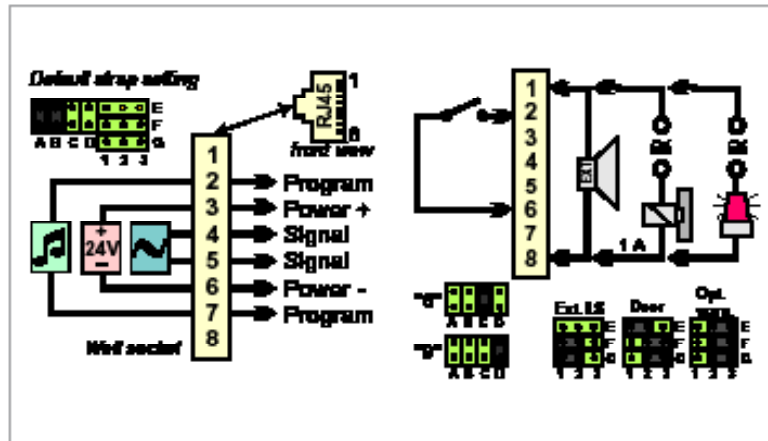 Default strap setting
1
RJ45
8
front view
E
F
G
A B C D
1 2 3
1
2 Program
3 Power +
4 Signal
5 Signal
6 Power -
7 Program
8
+
24V
−
Wall socket
1
2
3
4
5
6
7
8
EXT
1 A
A B C D
A B C D
Ext. LS
Door
Opt.
E
F
G
1 2 3
E
F
G
1 2 3
E
F
G
1 2 3